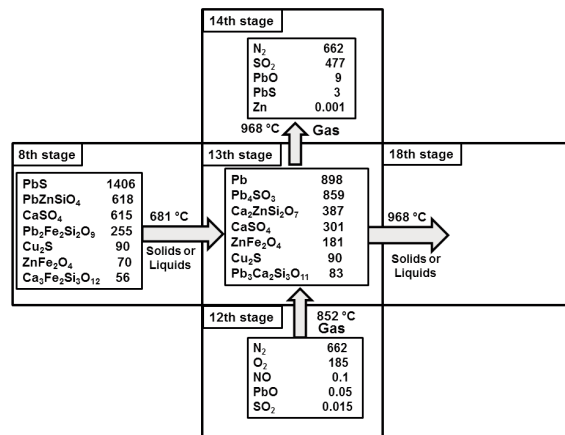 14th stage
N₂ 662
SO₂ 477
PbO 9
PbS 3
Zn 0.001
968 °C Gas
8th stage
PbS 1406
PbZnSiO₄ 618
CaSO₄ 615
Pb₂Fe₂Si₂O₉ 255
Cu₂S 90
ZnFe₂O₄ 70
Ca₃Fe₂Si₃O₁₂ 56
681 °C
Solids or
Liquids
13th stage
Pb 898
Pb₄SO₃ 859
Ca₂ZnSi₂O₇ 387
CaSO₄ 301
ZnFe₂O₄ 181
Cu₂S 90
Pb₃Ca₂Si₃O₁₁ 83
18th stage
968 °C
Solids or
Liquids
12th stage
852 °C
Gas
N₂ 662
O₂ 185
NO 0.1
PbO 0.05
SO₂ 0.015